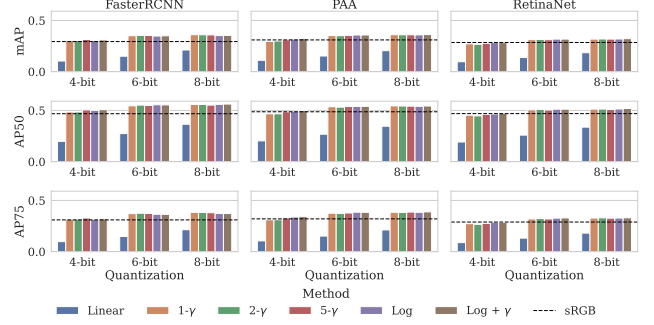 FasterRCNN PAA RetinaNet
mAP 0.5 0.0
4-bit 6-bit 8-bit 4-bit 6-bit 8-bit 4-bit 6-bit 8-bit
AP50 0.5 0.0
4-bit 6-bit 8-bit 4-bit 6-bit 8-bit 4-bit 6-bit 8-bit
AP75 0.5 0.0
4-bit 6-bit 8-bit 4-bit 6-bit 8-bit 4-bit 6-bit 8-bit
Quantization Quantization Quantization
Method
Linear 1-γ 2-γ 5-γ Log Log + γ sRGB